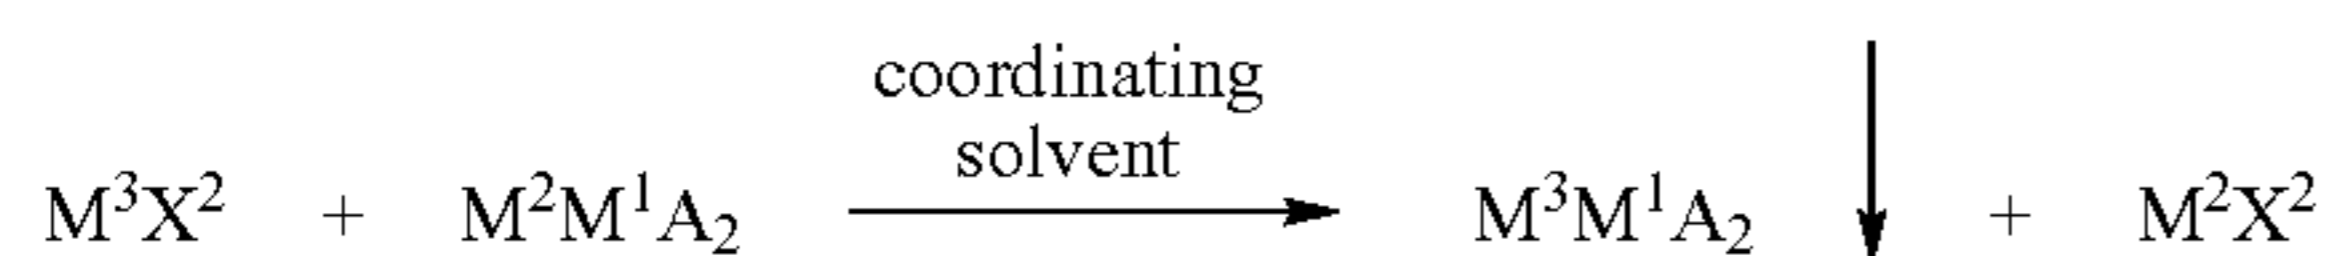 coordinating
solvent
M³X² + M²M¹A₂ → M³M¹A₂ ↓ + M²X²